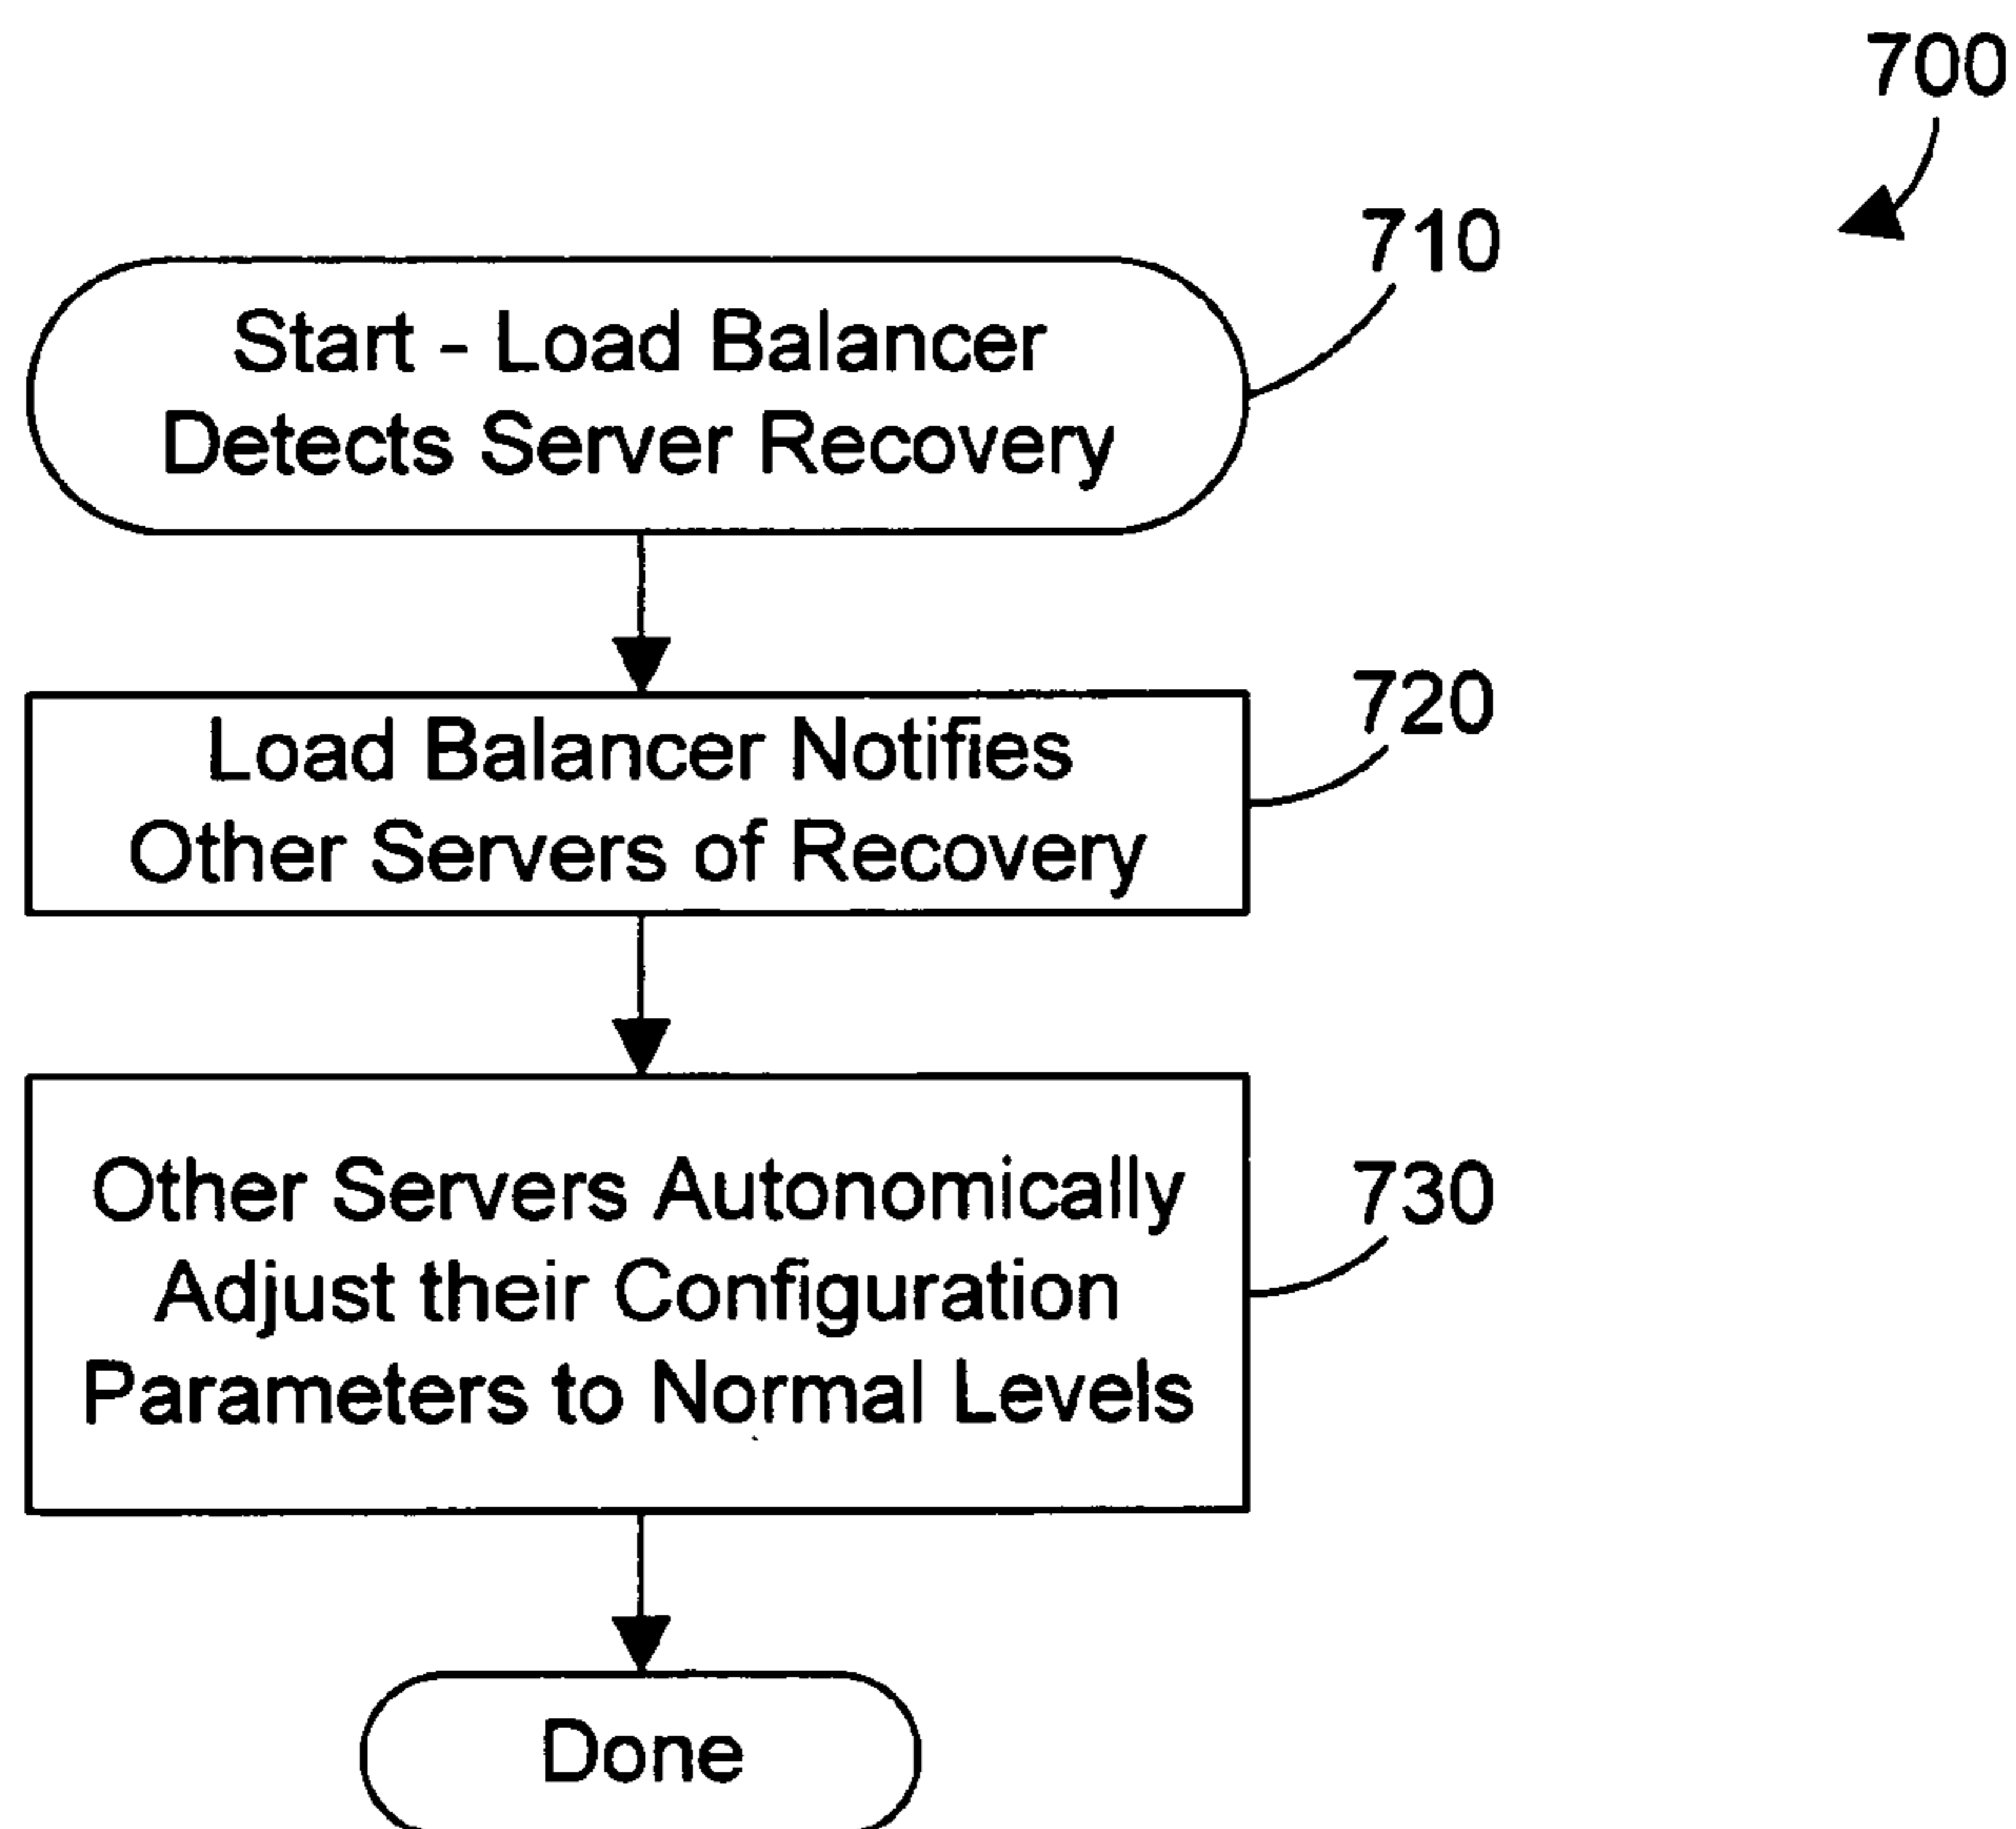 700
710
Start - Load Balancer
Detects Server Recovery
720
Load Balancer Notifies
Other Servers of Recovery
730
Other Servers Autonomically
Adjust their Configuration
Parameters to Normal Levels
Done